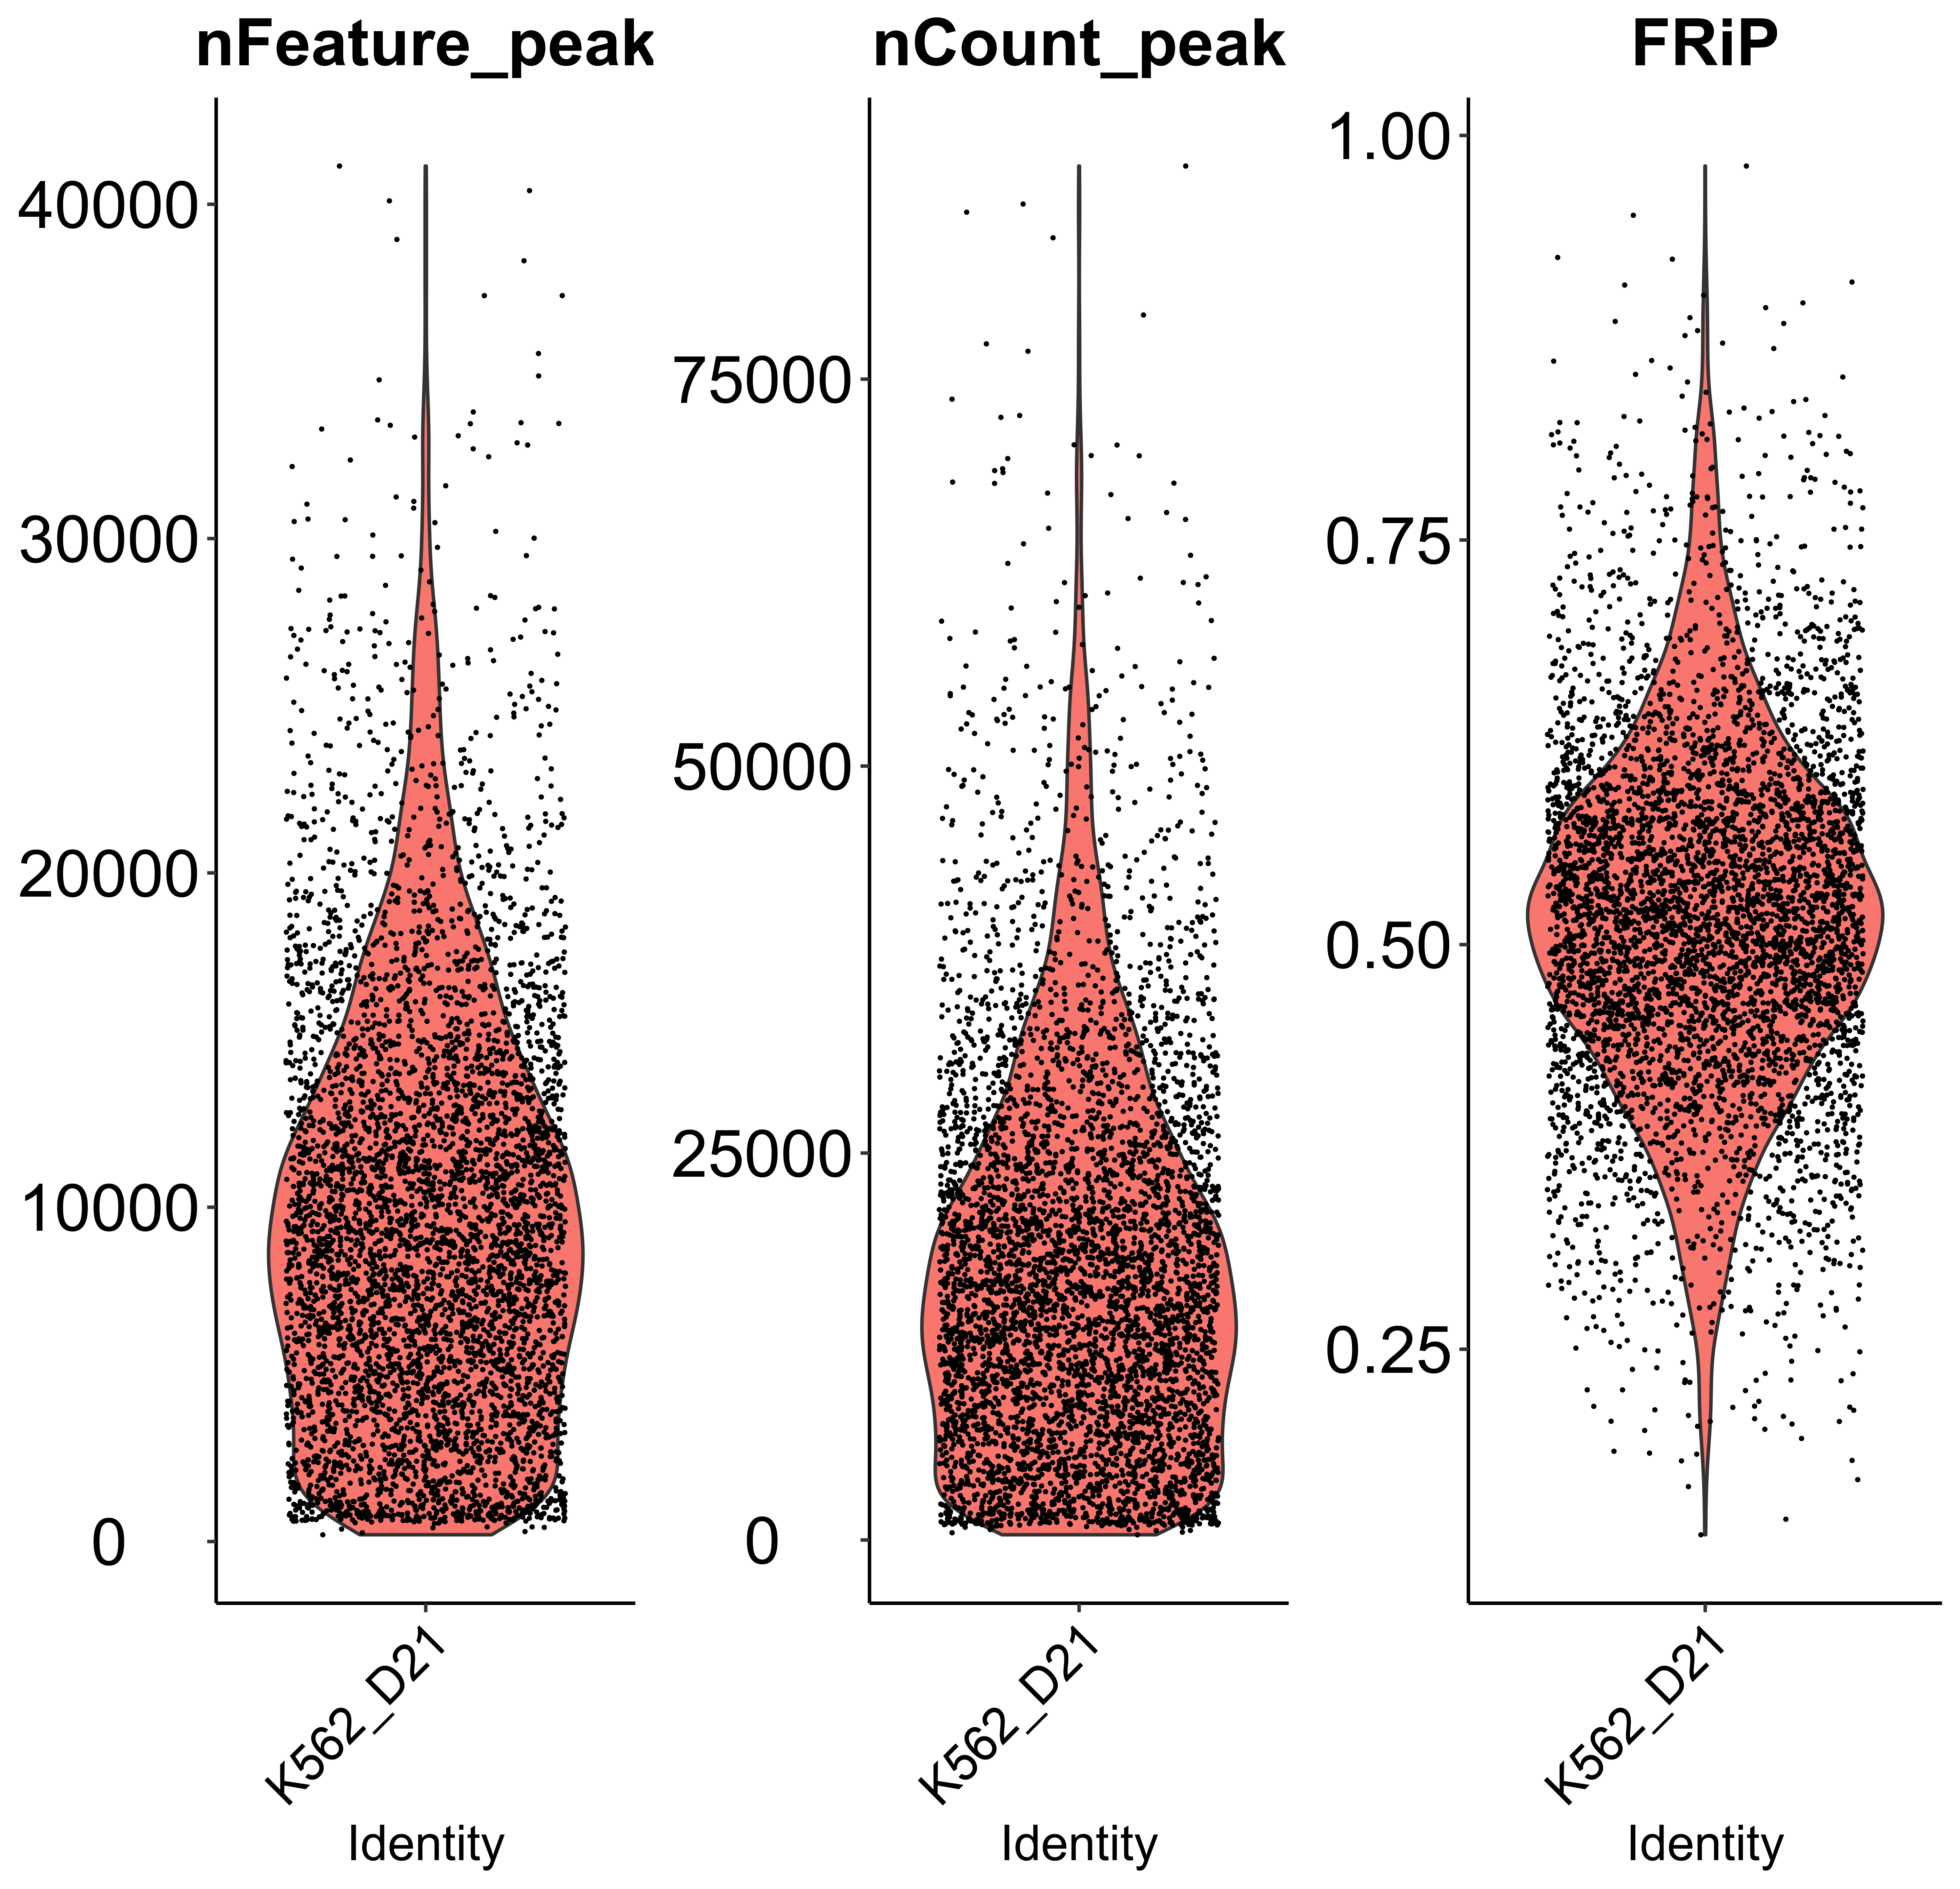 nFeature_peak
40000
30000
20000
10000
0
K562_D21
Identity
nCount_peak
75000
50000
25000
0
K562_D21
Identity
FRiP
1.00
0.75
0.50
0.25
K562_D21
Identity